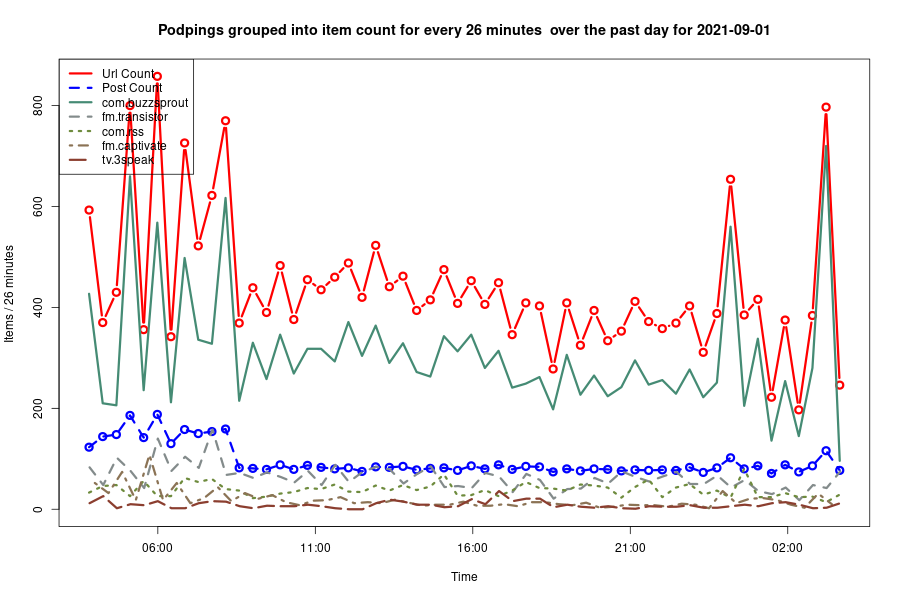 Podpings grouped into item count for every 26 minutes  over the past day for 2021-09-01
Url Count
Post Count
com.buzzsprout
fm.transistor
com.rss
fm.captivate
tv.3speak
Items / 26 minutes
800
600
400
200
0
06:00
11:00
16:00
21:00
02:00
Time